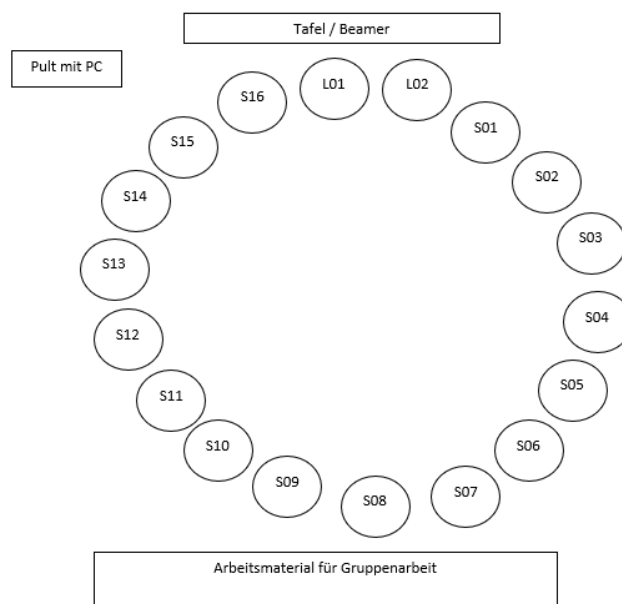 Tafel / Beamer
Pult mit PC
L01
L02
S16
S01
S15
S02
S14
S03
S13
S04
S12
S05
S11
S06
S10
S09
S07
S08
Arbeitsmaterial für Gruppenarbeit